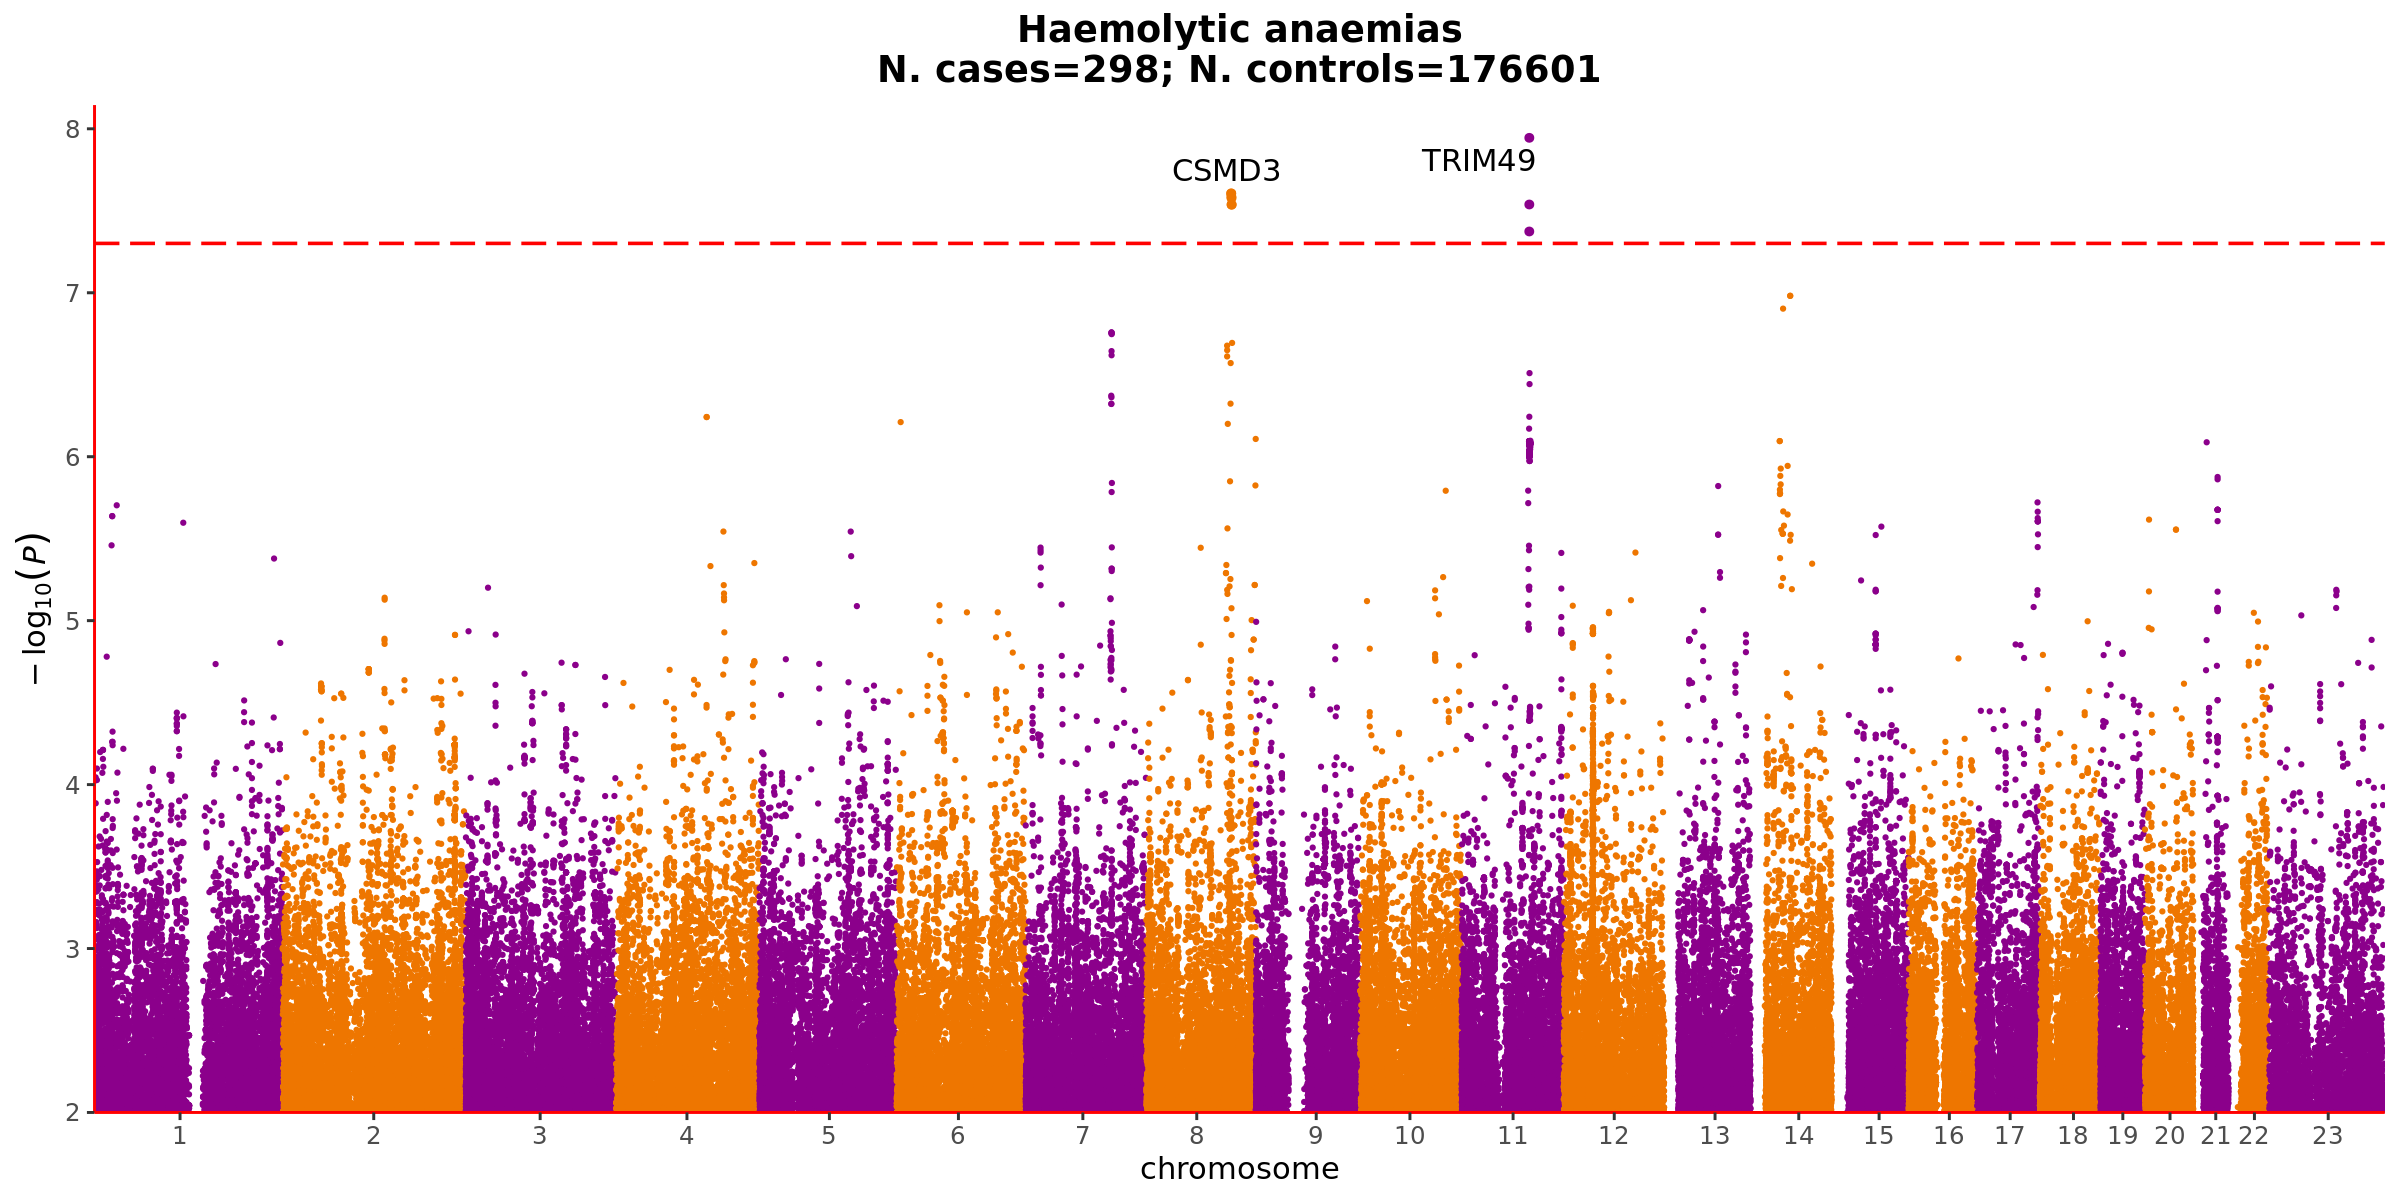 Haemolytic anaemias
N. cases=298; N. controls=176601
8
CSMD3
TRIM49
7
6
5
4
3
2
−log10(P)
1 2 3 4 5 6 7 8 9 10 11 12 13 14 15 16 17 18 19 20 21 22 23
chromosome